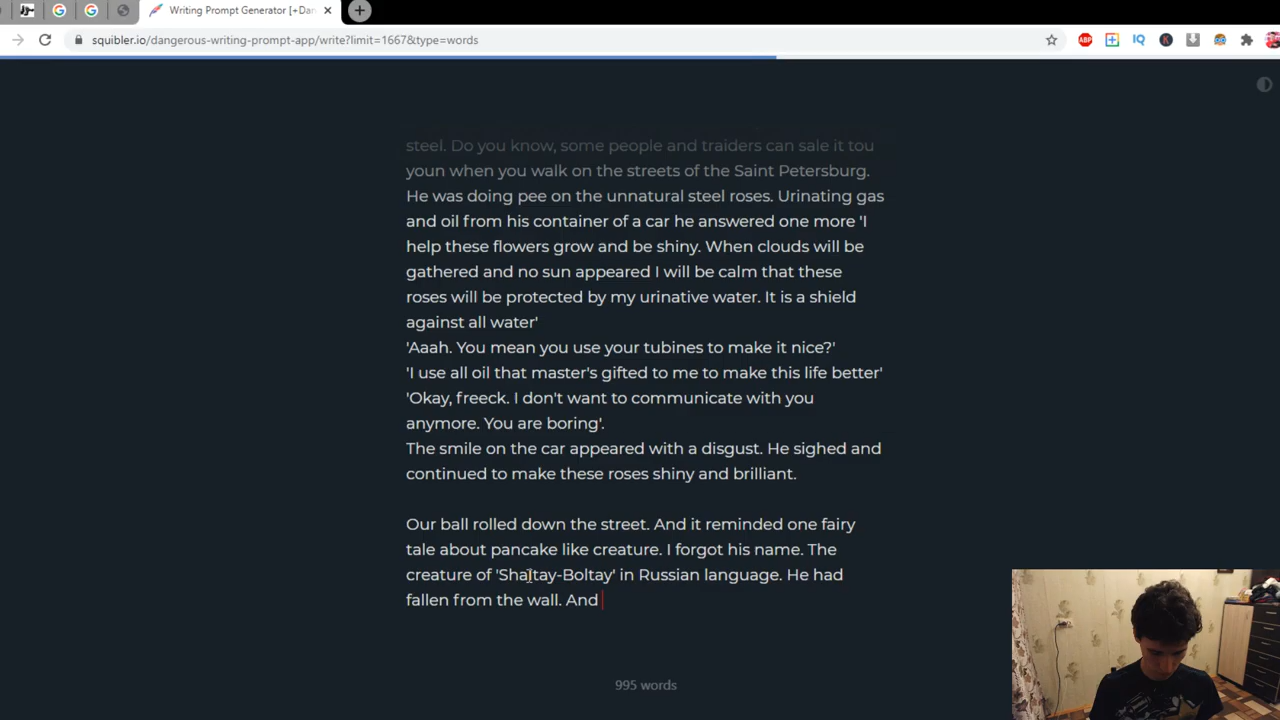 Writing Prompt Generator [+Dan
squibler.io/dangerous-writing-prompt-app/write?limit=1667&type=words
ABP
IQ
K
steel. Do you know, some people and traiders can sale it tou
youn when you walk on the streets of the Saint Petersburg.
He was doing pee on the unnatural steel roses. Urinating gas
and oil from his container of a car he answered one more 'I
help these flowers grow and be shiny. When clouds will be
gathered and no sun appeared I will be calm that these
roses will be protected by my urinative water. It is a shield
against all water'
'Aaah. You mean you use your tubines to make it nice?'
'I use all oil that master's gifted to me to make this life better'
'Okay, freeck. I don't want to communicate with you
anymore. You are boring'.
The smile on the car appeared with a disgust. He sighed and
continued to make these roses shiny and brilliant.
Our ball rolled down the street. And it reminded one fairy
tale about pancake like creature. I forgot his name. The
creature of 'Shaltay-Boltay' in Russian language. He had
fallen from the wall. And
995 words